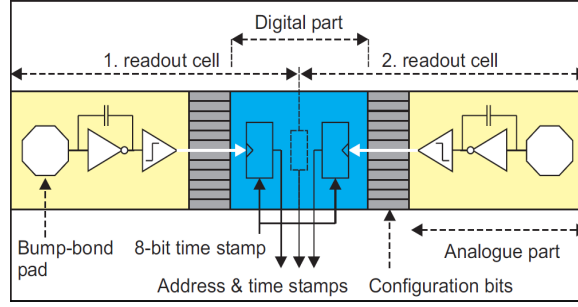 Digital part
1. readout cell
2. readout cell
Bump-bond
pad
8-bit time stamp
Address & time stamps
Configuration bits
Analogue part